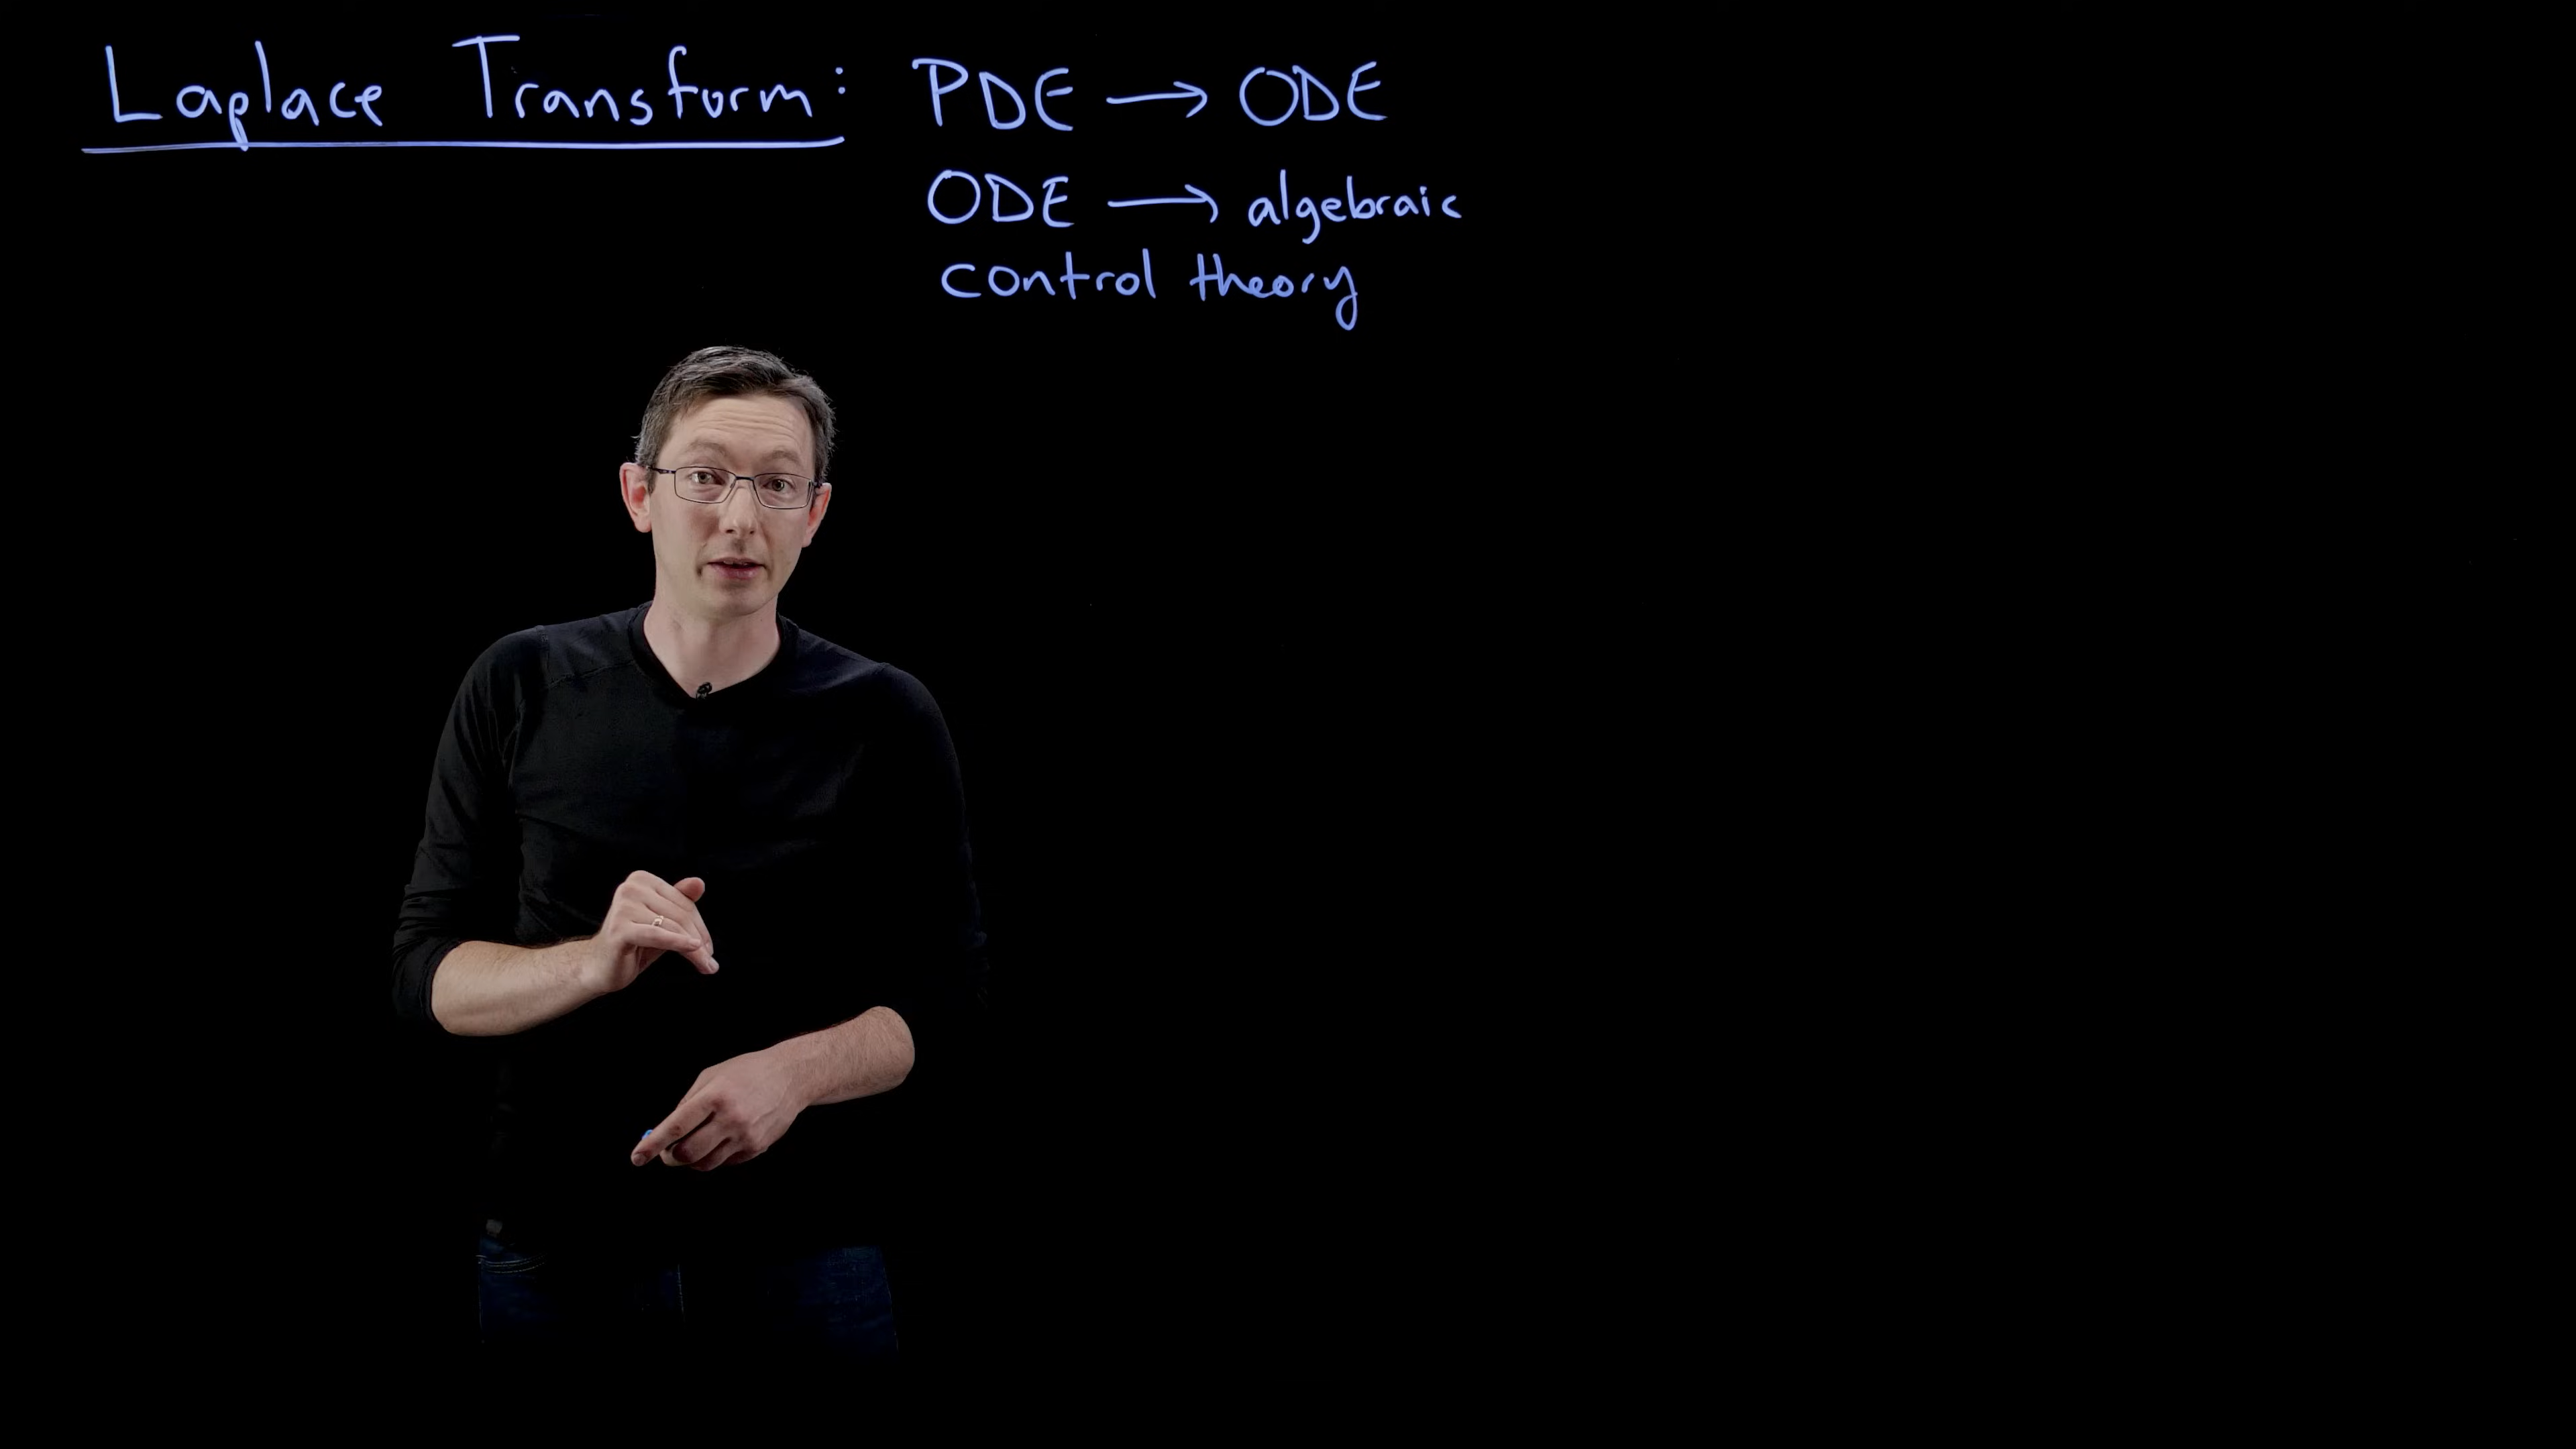 Laplace Transform: PDE → ODE
ODE → algebraic
control theory